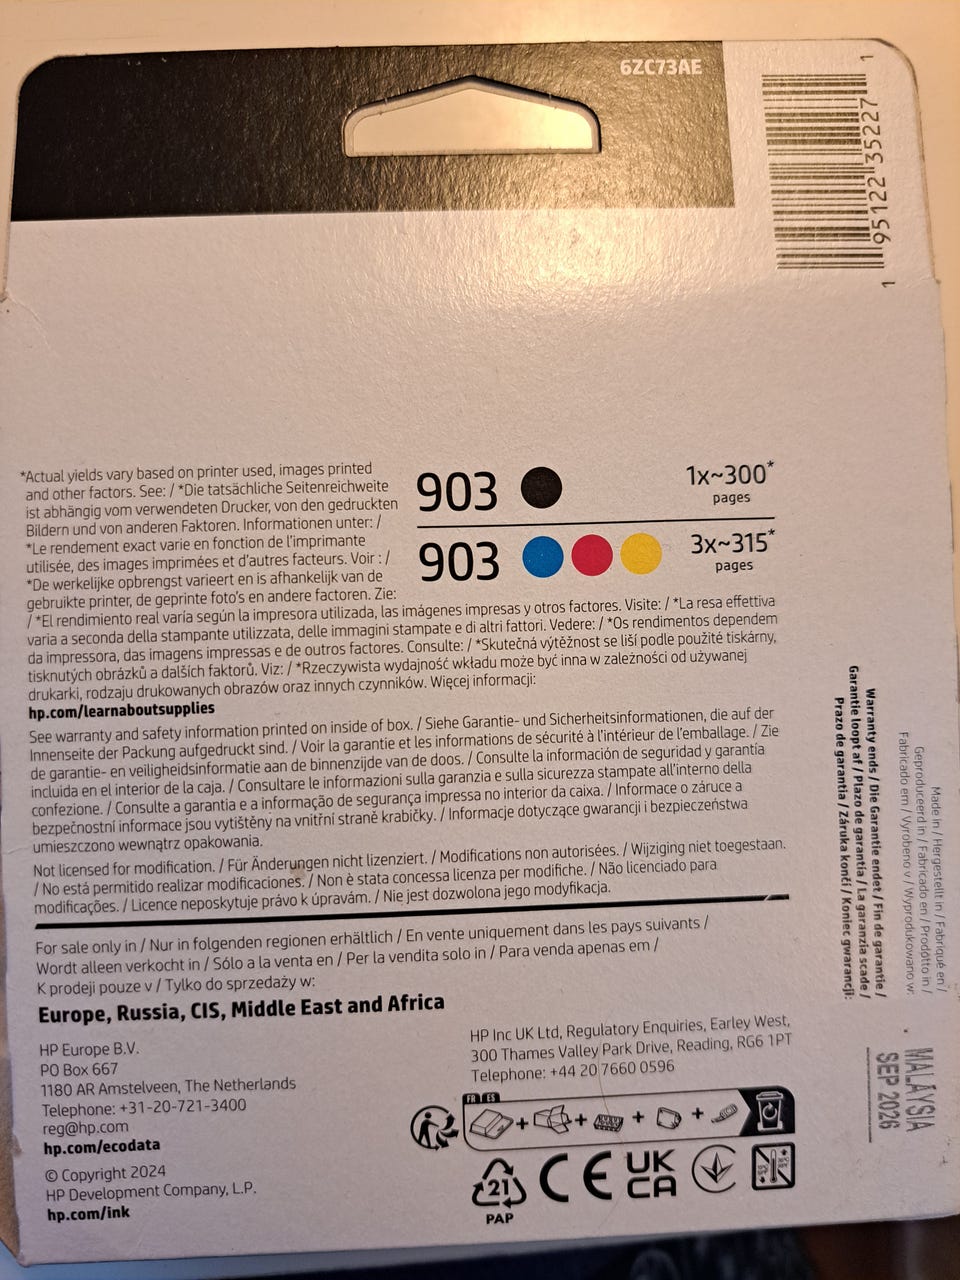 6ZC73AE
1 95122 35227 1
*Actual yields vary based on printer used, images printed
and other factors. See: / *Die tatsächliche Seitenreichweite
ist abhängig vom verwendeten Drucker, von den gedruckten
Bildern und von anderen Faktoren. Informationen unter: /
*Le rendement exact varie en fonction de l'imprimante
utilisée, des images imprimées et d'autres facteurs. Voir : /
*De werkelijke opbrengst varieert en is afhankelijk van de
gebruikte printer, de geprinte foto's en andere factoren. Zie:
/ *El rendimiento real varía según la impresora utilizada, las imágenes impresas y otros factores. Visite: / *La resa effettiva
varia a seconda della stampante utilizzata, delle immagini stampate e di altri fattori. Vedere: / *Os rendimentos dependem
da impressora, das imagens impressas e de outros factores. Consulte: / *Skutečná výtěžnost se liší podle použité tiskárny,
tisknutých obrázků a dalších faktorů. Viz: / *Rzeczywista wydajność wkładu może być inna w zależności od używanej
drukarki, rodzaju drukowanych obrazów oraz innych czynników. Więcej informacji:
hp.com/learnaboutsupplies
903
1x~300*
pages
903
3x~315*
pages
See warranty and safety information printed on inside of box. / Siehe Garantie- und Sicherheitsinformationen, die auf der
Innenseite der Packung aufgedruckt sind. / Voir la garantie et les informations de sécurité à l'intérieur de l'emballage. / Zie
de garantie- en veiligheidsinformatie aan de binnenzijde van de doos. / Consulte la información de seguridad y garantía
incluida en el interior de la caja. / Consultare le informazioni sulla garanzia e sulla sicurezza stampate all'interno della
confezione. / Consulte a garantia e a informação de segurança impressa no interior da caixa. / Informace o záruce a
bezpečnostní informace jsou vytištěny na vnitřní straně krabičky. / Informacje dotyczące gwarancji i bezpieczeństwa
umieszczono wewnątrz opakowania.
Not licensed for modification. / Für Änderungen nicht lizenziert. / Modifications non autorisées. / Wijziging niet toegestaan.
/ No está permitido realizar modificaciones. / Non è stata concessa licenza per modifiche. / Não licenciado para
modificações. / Licence neposkytuje právo k úpravám. / Nie jest dozwolona jego modyfikacja.
For sale only in / Nur in folgenden regionen erhältlich / En vente uniquement dans les pays suivants /
Wordt alleen verkocht in / Sólo a la venta en / Per la vendita solo in / Para venda apenas em /
K prodeji pouze v / Tylko do sprzedaży w:
Europe, Russia, CIS, Middle East and Africa
HP Europe B.V.
PO Box 667
1180 AR Amstelveen, The Netherlands
Telephone: +31-20-721-3400
reg@hp.com
hp.com/ecodata
© Copyright 2024
HP Development Company, L.P.
hp.com/ink
HP Inc UK Ltd, Regulatory Enquiries, Earley West,
300 Thames Valley Park Drive, Reading, RG6 1PT
Telephone: +44 20 7660 0596
FR ES
21
PAP
CE
UK
CA
Made in / Hergestellt in / Fabriqué en /
Geproduceerd in / Fabricado en / Prodotto in /
Fabricado em / Vyrobeno v / Wyprodukowano w:
MALAYSIA
Warranty ends / Die Garantie endet / Fin de garantie /
Garantie loopt af / Plazo de garantía / La garanzia scade /
Prazo de garantia / Záruka končí / Koniec gwarancji:
SEP 2026